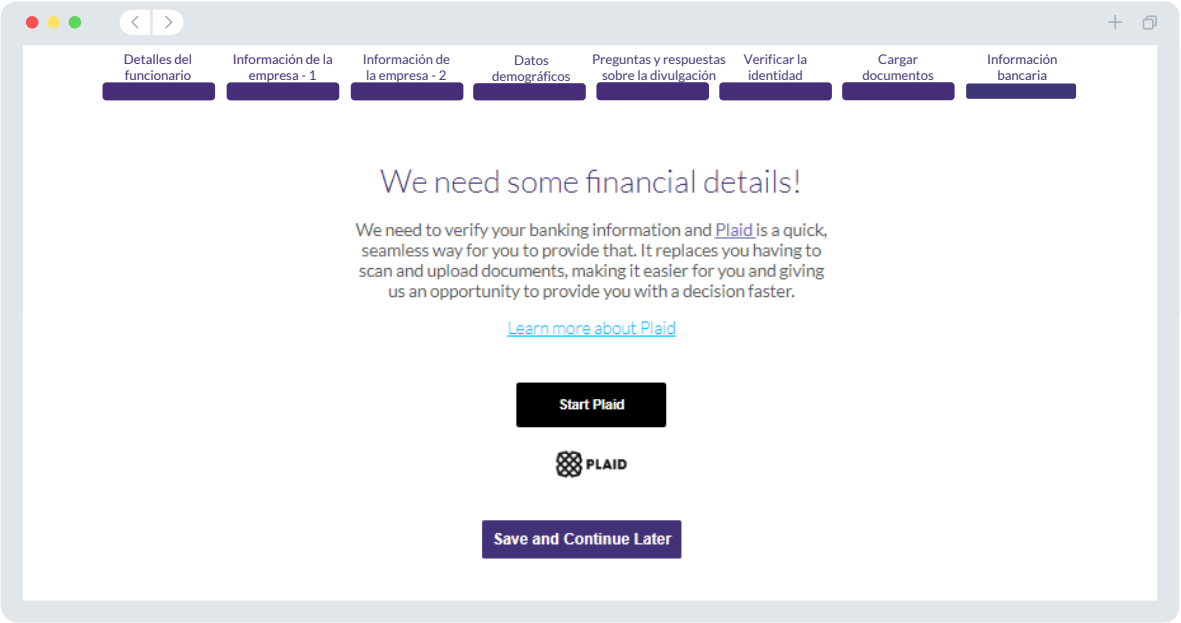 Detalles del
funcionario
Información de la
empresa - 1
Información de
la empresa - 2
Datos
demográficos
Preguntas y respuestas
sobre la divulgación
Verificar la
identidad
Cargar
documentos
Información
bancaria
We need some financial details!
We need to verify your banking information and Plaid is a quick,
seamless way for you to provide that. It replaces you having to
scan and upload documents, making it easier for you and giving
us an opportunity to provide you with a decision faster.
Learn more about Plaid
Start Plaid
PLAID
Save and Continue Later